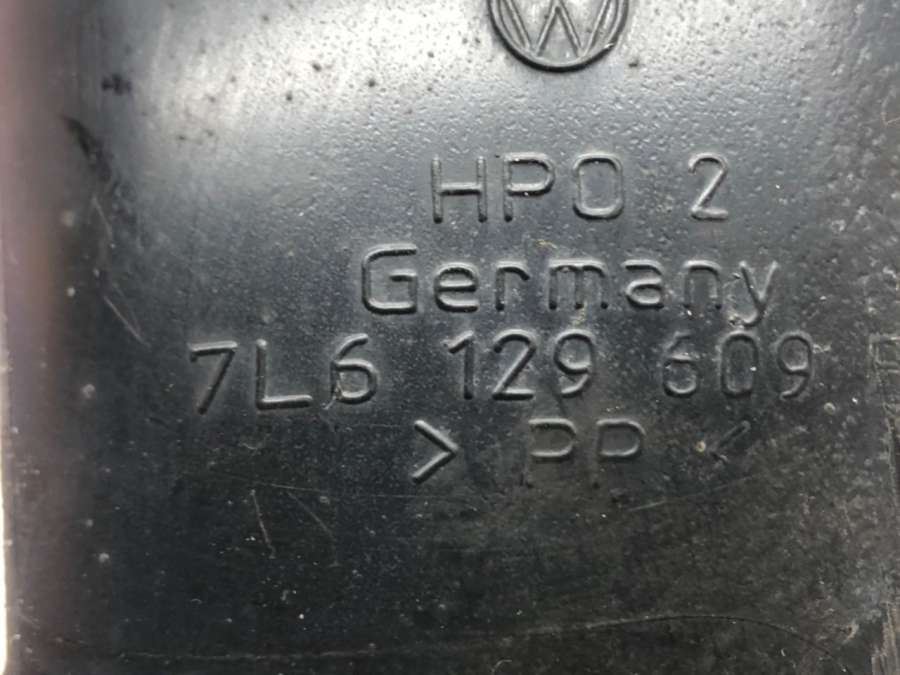 HPO 2
Germany
7L6 129 609
> PP <